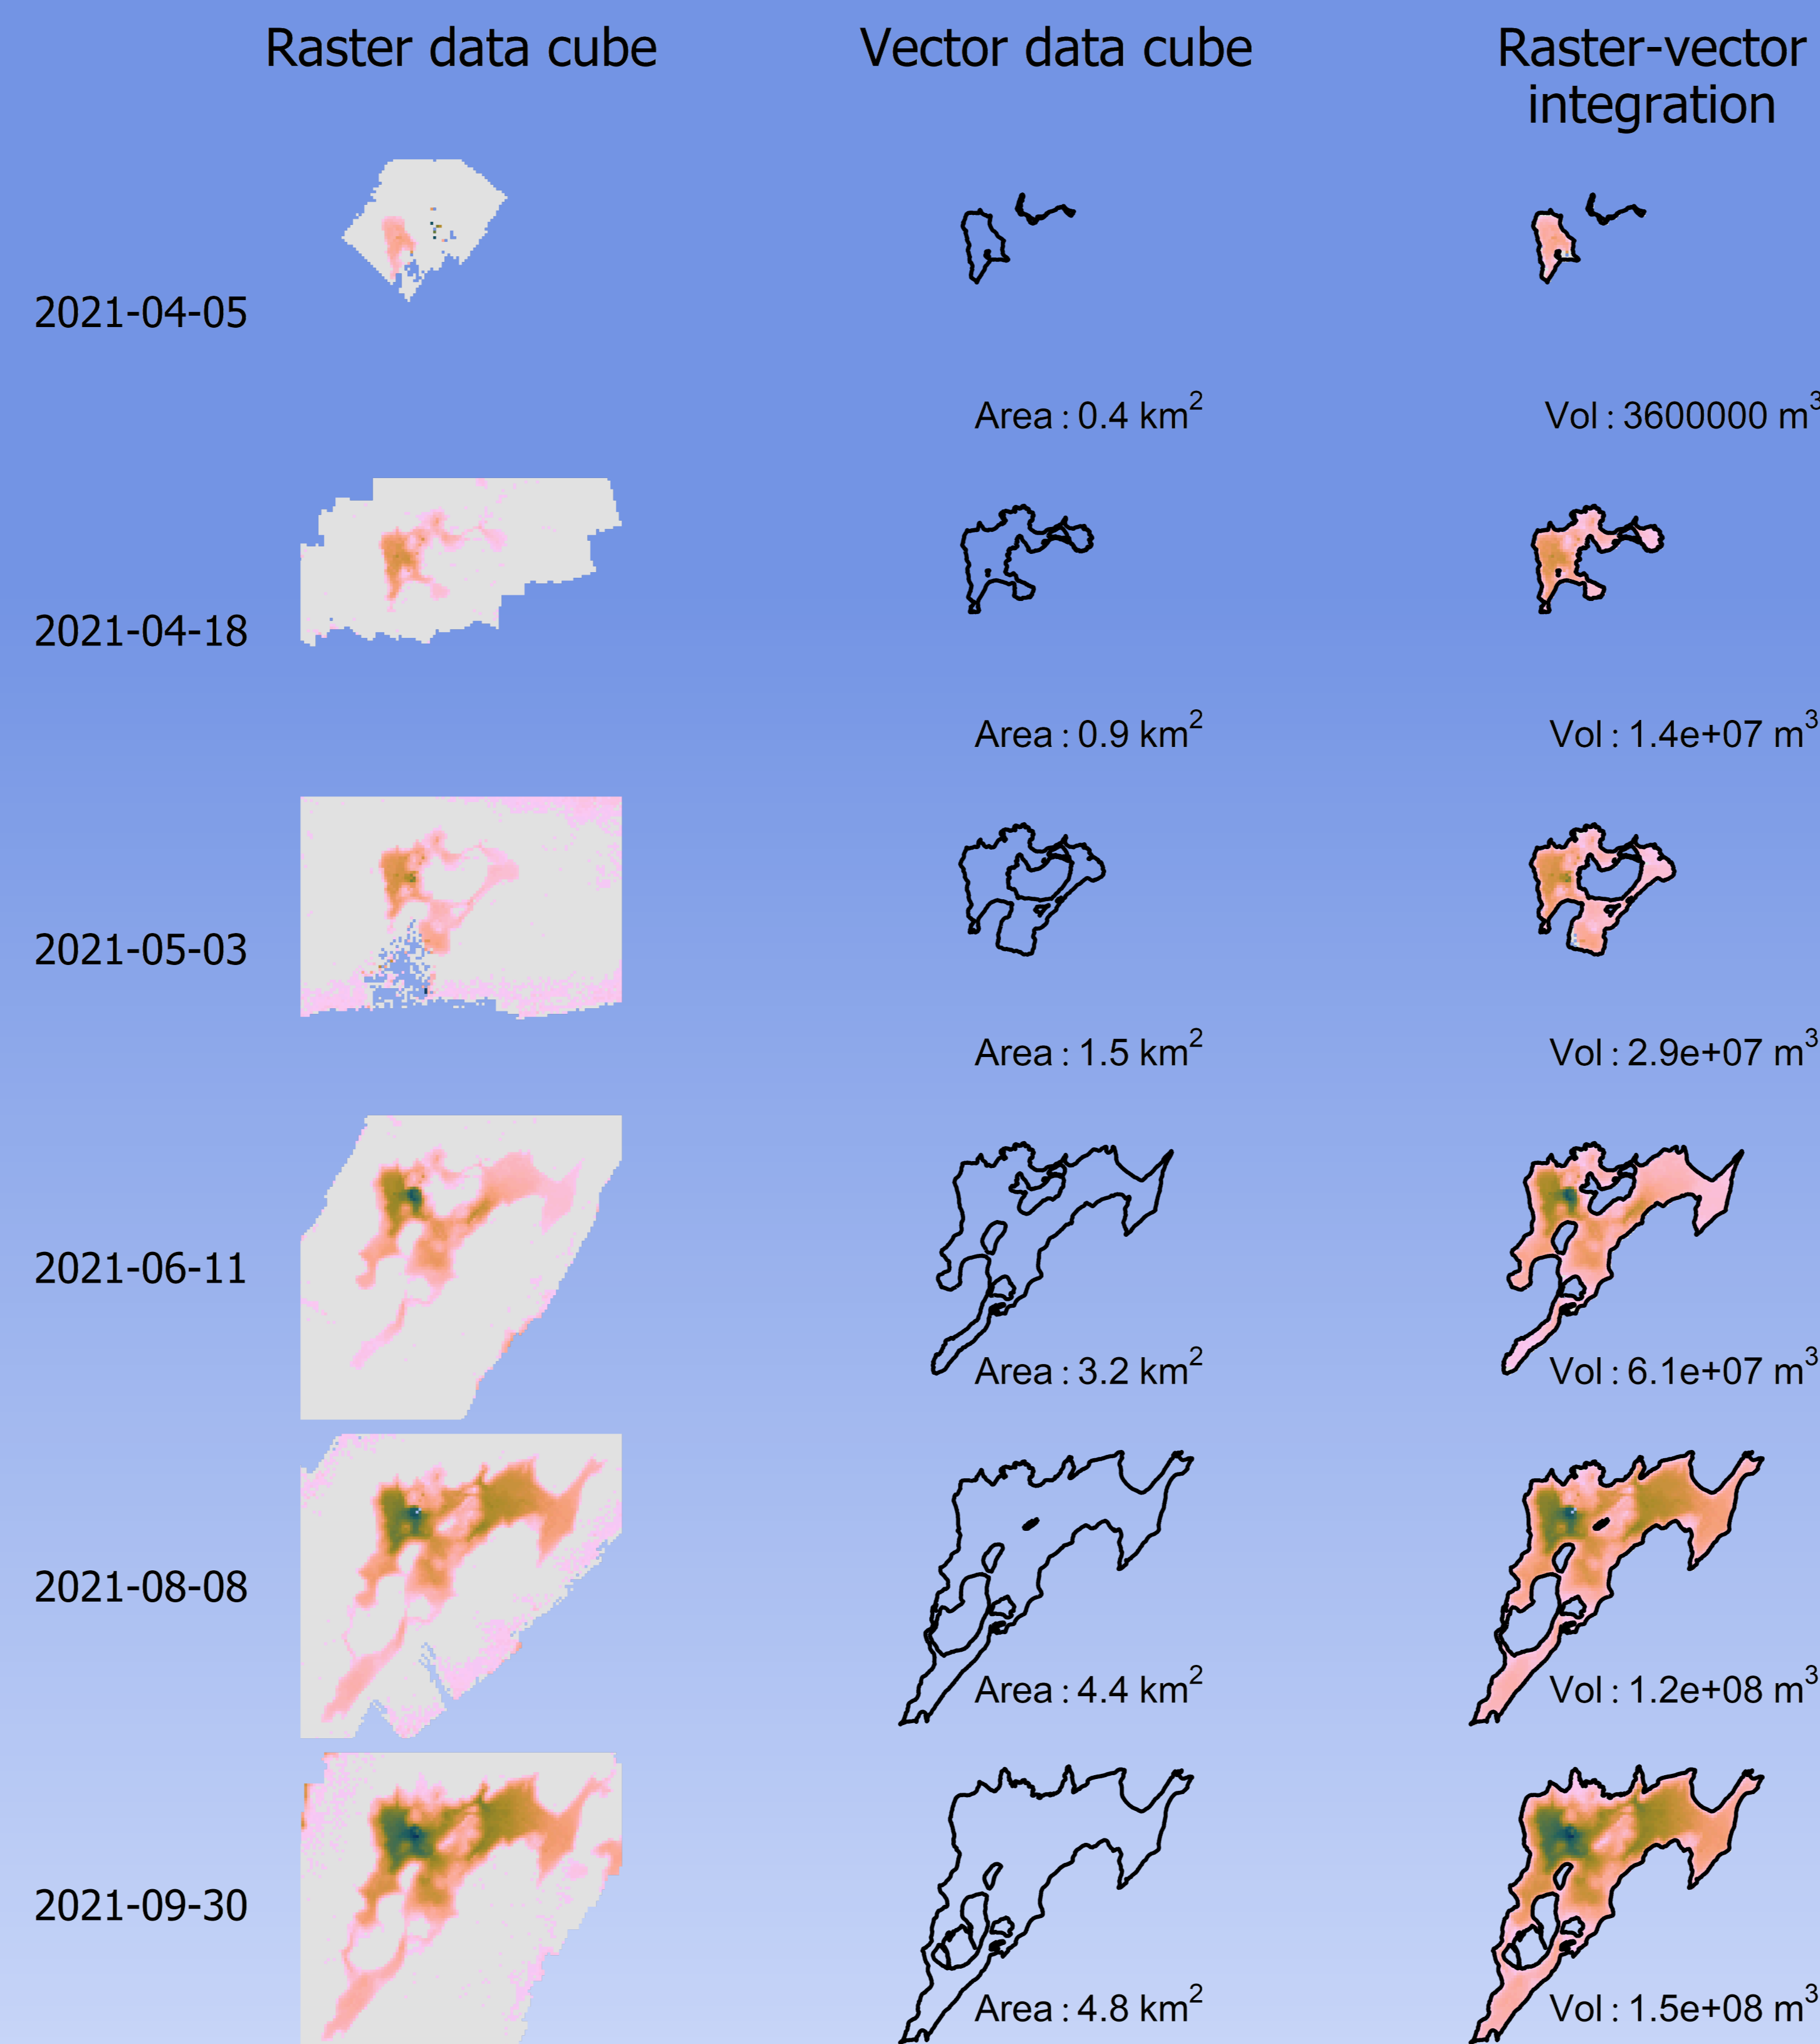 Raster data cube
Vector data cube
Raster-vector
integration
2021-04-05
Area : 0.4 km²
Vol : 3600000 m³
2021-04-18
Area : 0.9 km²
Vol : 1.4e+07 m³
2021-05-03
Area : 1.5 km²
Vol : 2.9e+07 m³
2021-06-11
Area : 3.2 km²
Vol : 6.1e+07 m³
2021-08-08
Area : 4.4 km²
Vol : 1.2e+08 m³
2021-09-30
Area : 4.8 km²
Vol : 1.5e+08 m³